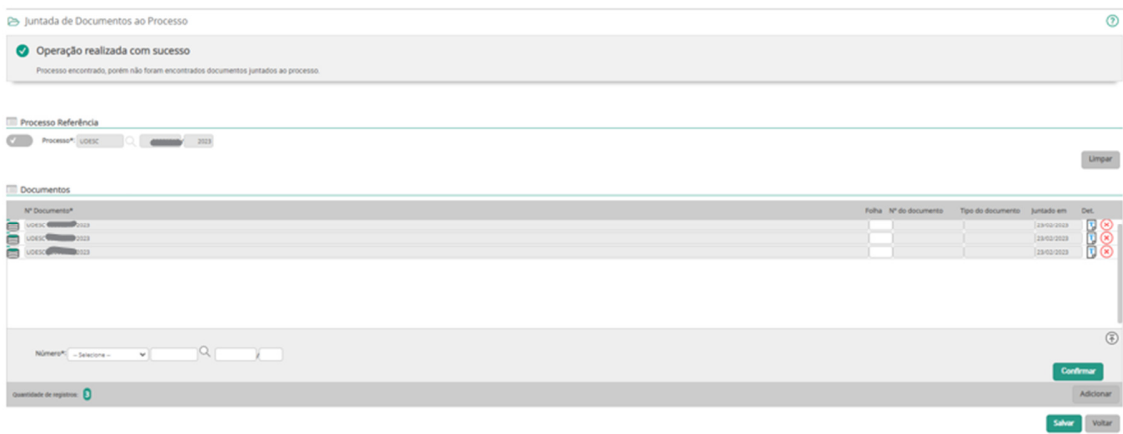 Juntada de Documentos ao Processo
?
Operação realizada com sucesso
Processo encontrado, porém não foram encontrados documentos juntados ao processo.
Processo Referência
Processo*: UDESC / 2023
Limpar
Documentos
Nº Documento* Folha Nº do documento Tipo do documento Juntado em Det.
UDESC 2023 23/02/2023
UDESC 2023 23/02/2023
UDESC 2023 23/02/2023
Número*: -- Selecione -- /
Confirmar
Quantidade de registros: 3 Adicionar
Salvar Voltar